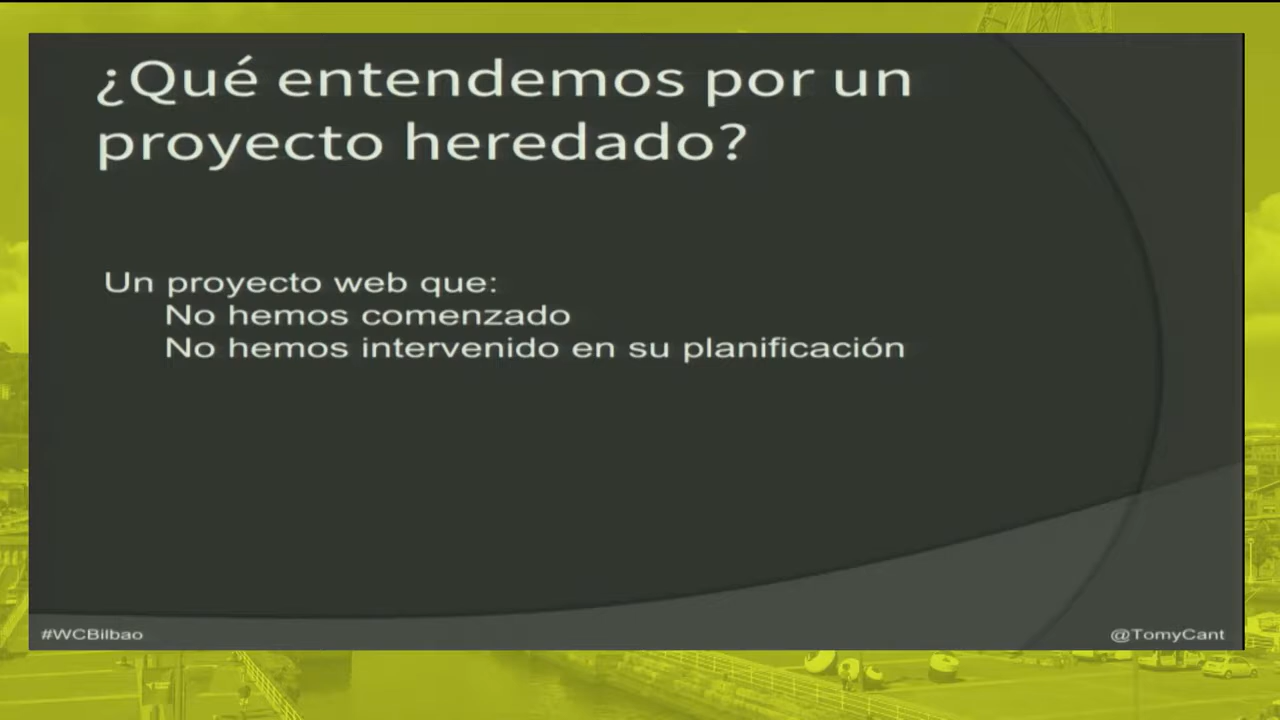 ¿Qué entendemos por un
proyecto heredado?
Un proyecto web que:
No hemos comenzado
No hemos intervenido en su planificación
#WCBilbao
@TomyCant